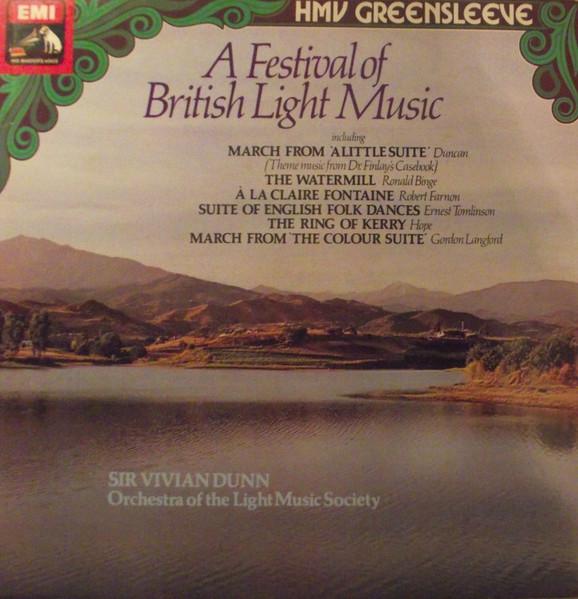 EMI
HIS MASTER'S VOICE
HMV GREENSLEEVE
A Festival of
British Light Music
including
MARCH FROM 'A LITTLE SUITE' Duncan
[Theme music from Dr. Finlay's Casebook]
THE WATERMILL Ronald Binge
À LA CLAIRE FONTAINE Robert Farnon
SUITE OF ENGLISH FOLK DANCES Ernest Tomlinson
THE RING OF KERRY Hope
MARCH FROM 'THE COLOUR SUITE' Gordon Langford
SIR VIVIAN DUNN
Orchestra of the Light Music Society